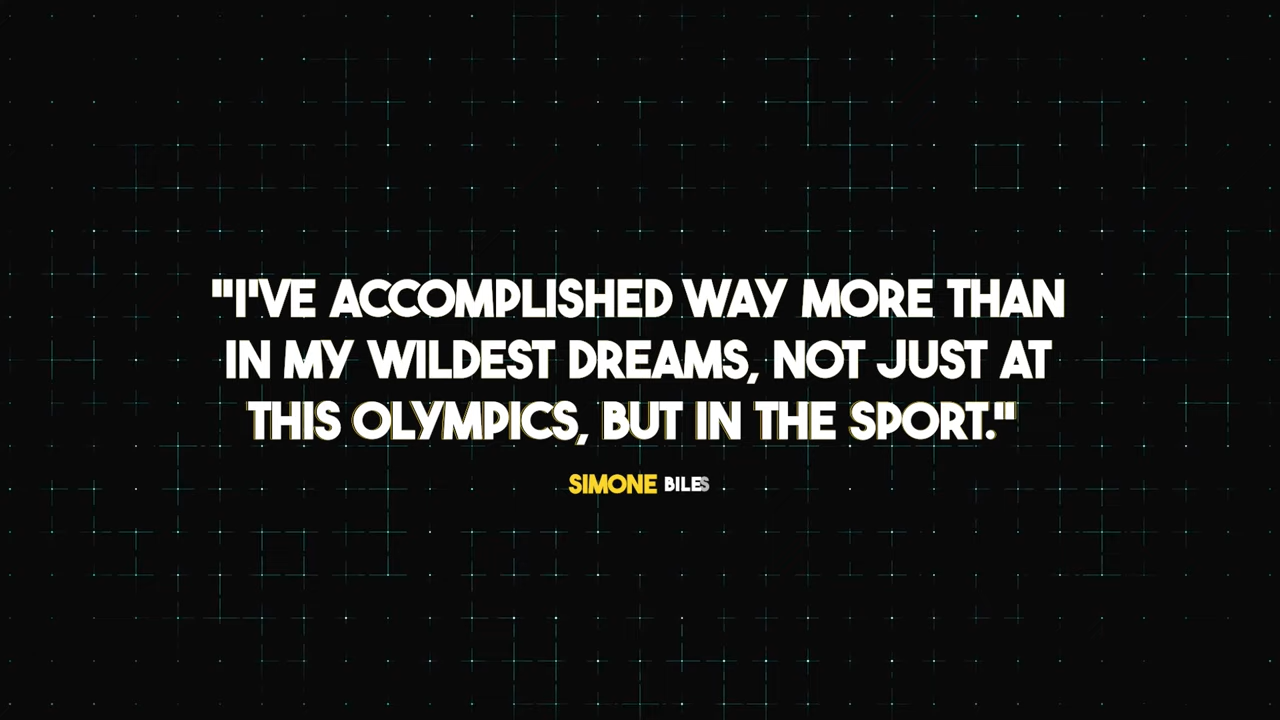 "I'VE ACCOMPLISHED WAY MORE THAN
IN MY WILDEST DREAMS, NOT JUST AT
THIS OLYMPICS, BUT IN THE SPORT."
SIMONE BILES